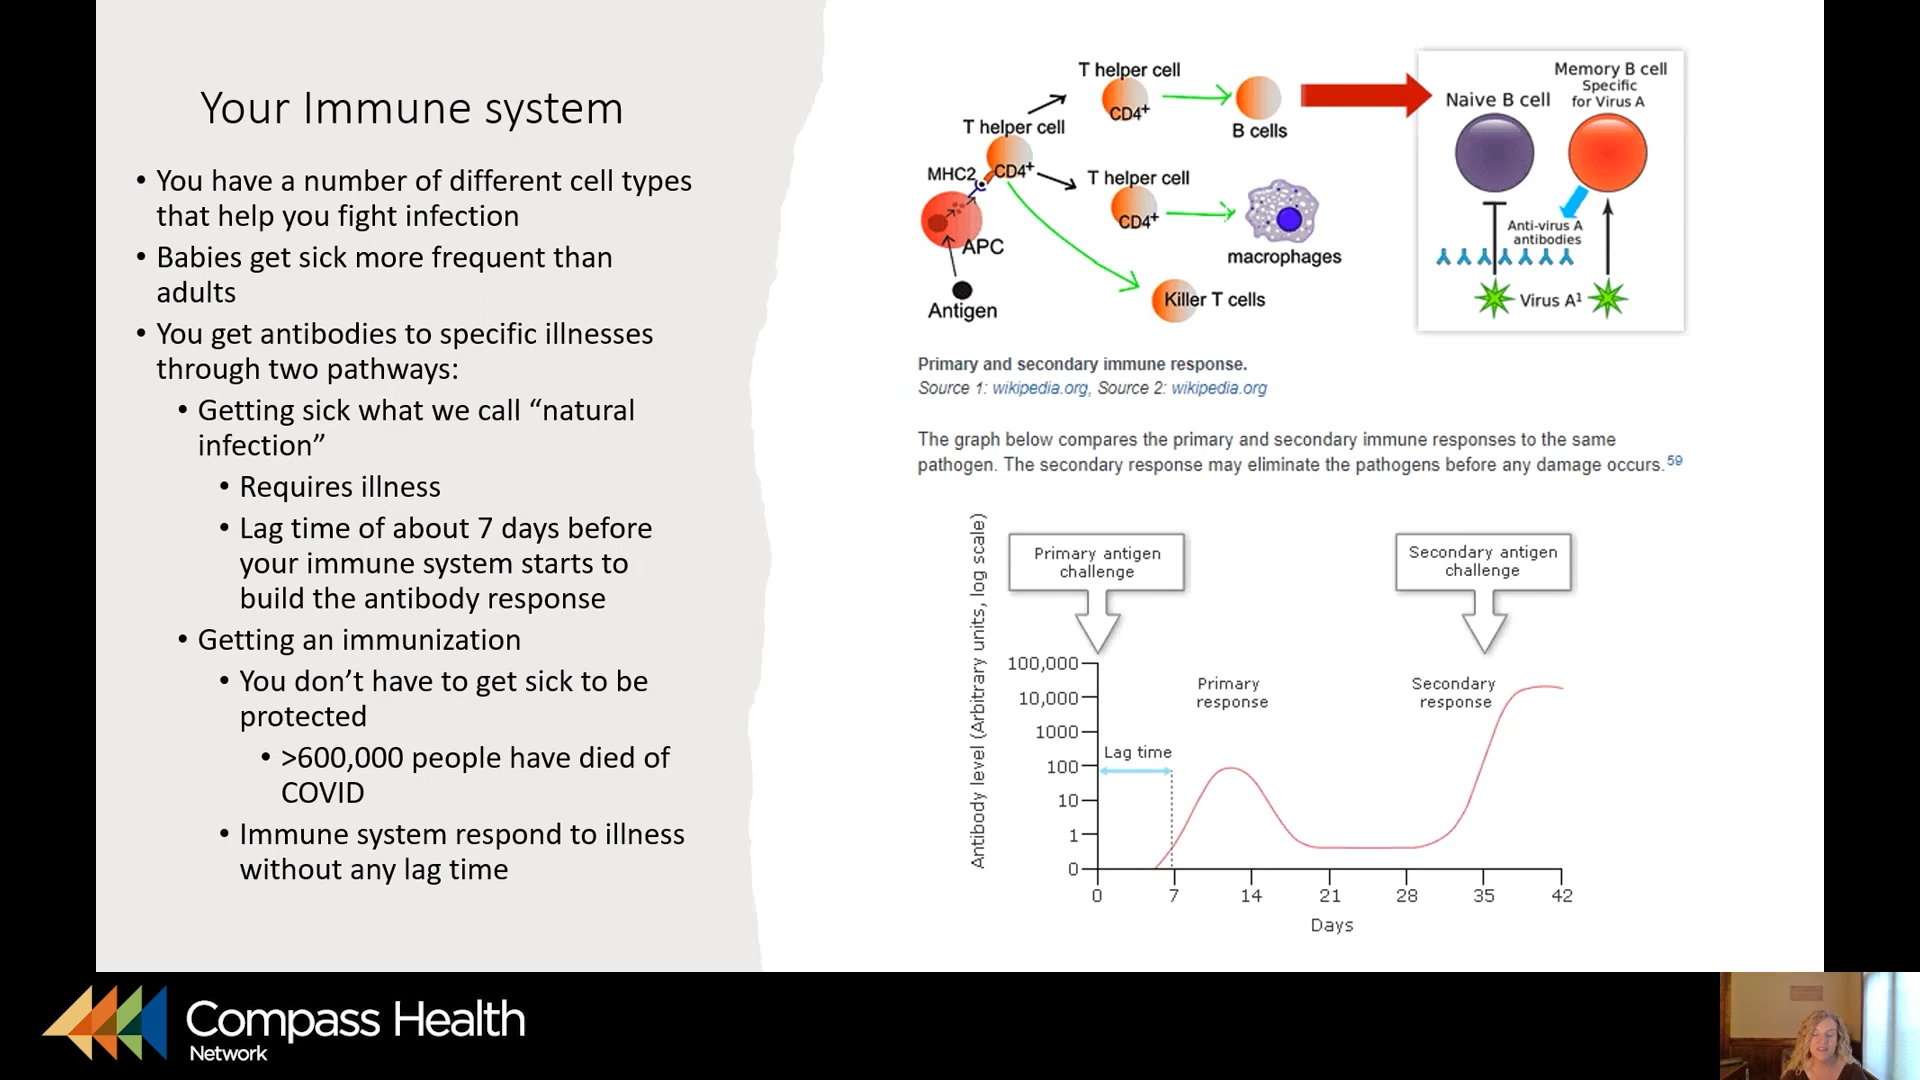 Your Immune system
• You have a number of different cell types
that help you fight infection
• Babies get sick more frequent than
adults
• You get antibodies to specific illnesses
through two pathways:
• Getting sick what we call “natural
infection”
• Requires illness
• Lag time of about 7 days before
your immune system starts to
build the antibody response
• Getting an immunization
• You don’t have to get sick to be
protected
• >600,000 people have died of
COVID
• Immune system respond to illness
without any lag time
T helper cell
CD4+
B cells
T helper cell
CD4+
MHC2
T helper cell
CD4+
macrophages
APC
Antigen
Killer T cells
Naive B cell
Memory B cell
Specific
for Virus A
Anti-virus A
antibodies
Virus A¹
Primary and secondary immune response.
Source 1: wikipedia.org, Source 2: wikipedia.org
The graph below compares the primary and secondary immune responses to the same
pathogen. The secondary response may eliminate the pathogens before any damage occurs.59
Antibody level (Arbitrary units, log scale)
Primary antigen
challenge
Secondary antigen
challenge
100,000
10,000
1000
100
10
1
0
Primary
response
Secondary
response
Lag time
0 7 14 21 28 35 42
Days
Compass Health
Network